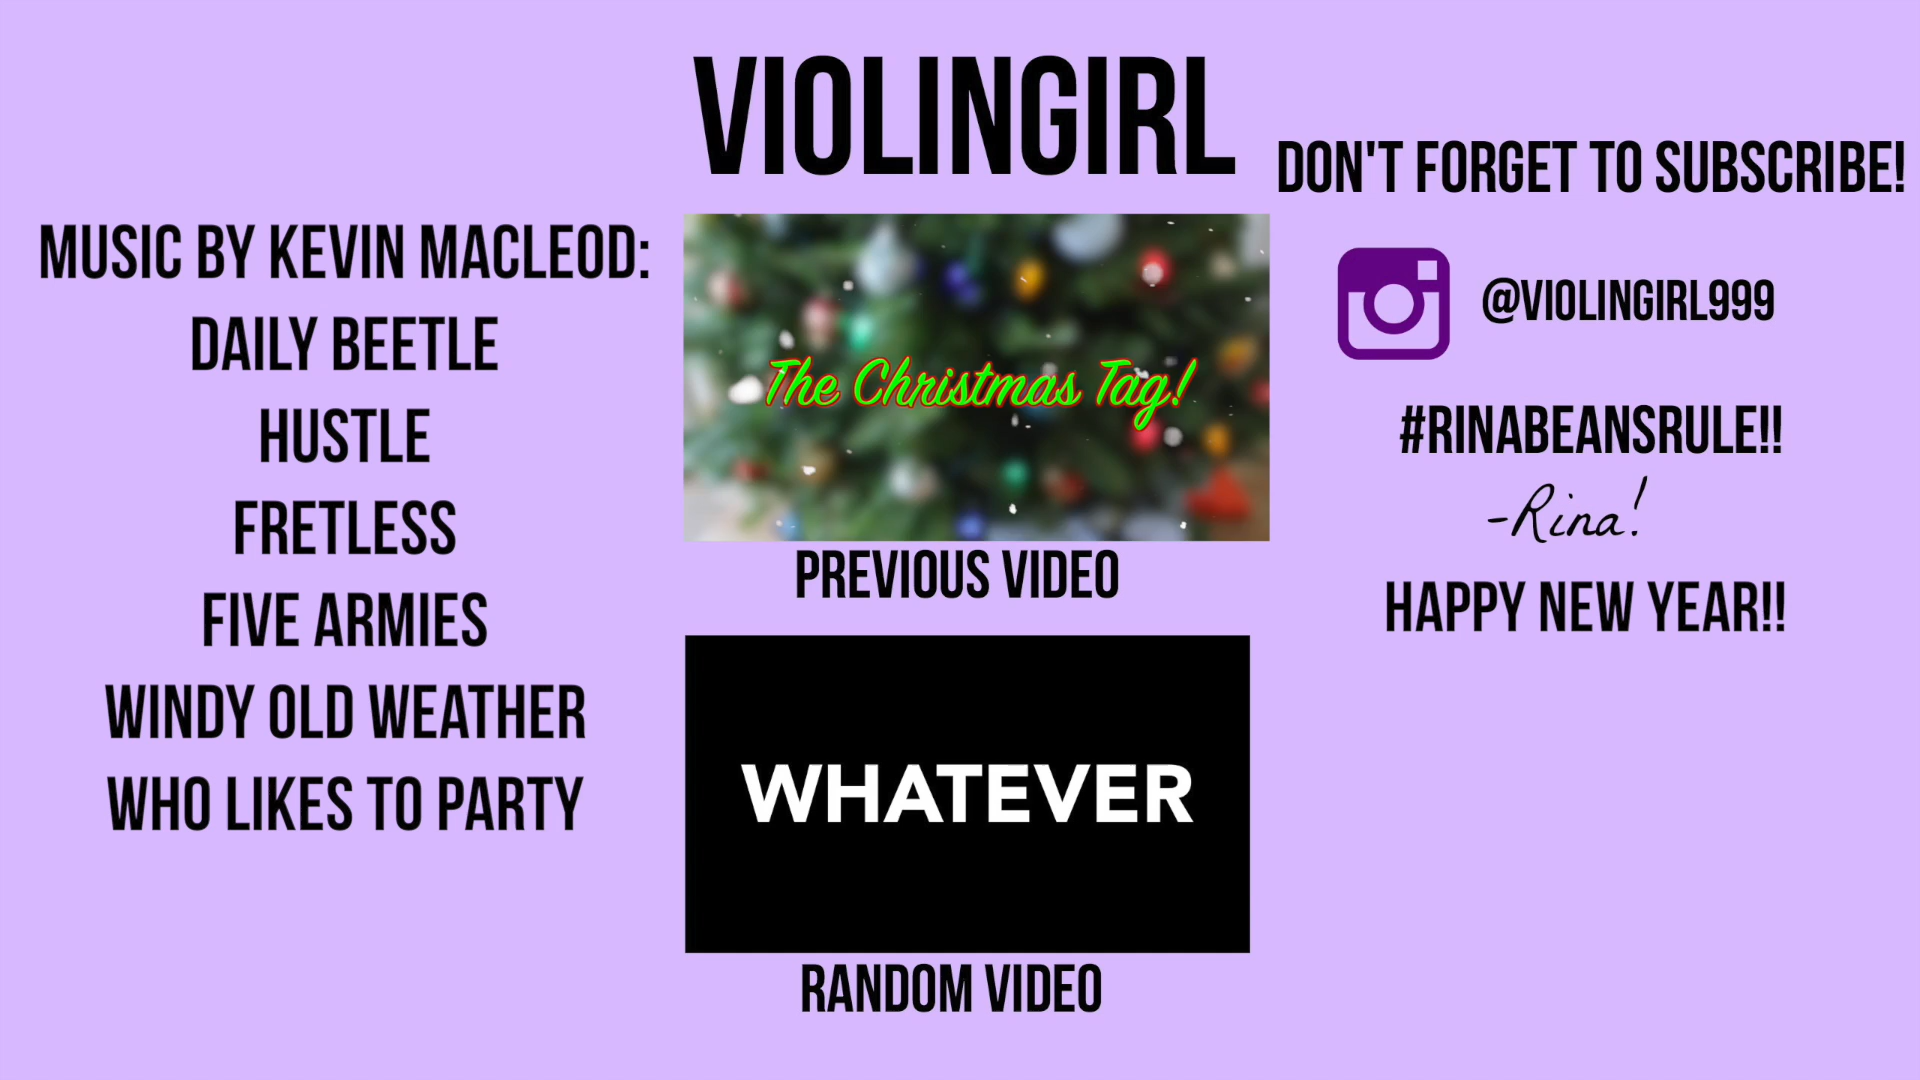 VIOLINGIRL
MUSIC BY KEVIN MACLEOD:
DAILY BEETLE
HUSTLE
FRETLESS
FIVE ARMIES
WINDY OLD WEATHER
WHO LIKES TO PARTY
The Christmas Tag!
PREVIOUS VIDEO
WHATEVER
RANDOM VIDEO
DON'T FORGET TO SUBSCRIBE!
@VIOLINGIRL999
#RINABEANSRULE!!
-Rina!
HAPPY NEW YEAR!!